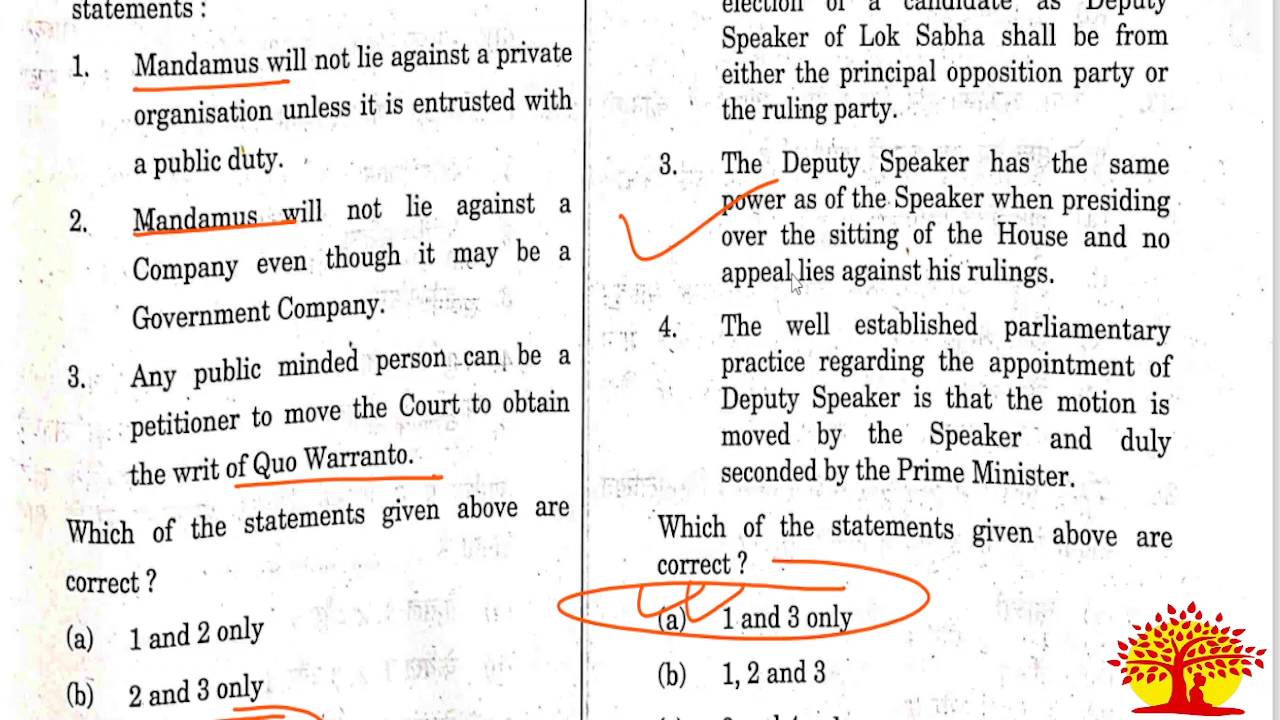 statements :
1. Mandamus will not lie against a private
organisation unless it is entrusted with
a public duty.
2. Mandamus will not lie against a
Company even though it may be a
Government Company.
3. Any public minded person can be a
petitioner to move the Court to obtain
the writ of Quo Warranto.
Which of the statements given above are
correct ?
(a) 1 and 2 only
(b) 2 and 3 only
election of a candidate as Deputy
Speaker of Lok Sabha shall be from
either the principal opposition party or
the ruling party.
3. The Deputy Speaker has the same
power as of the Speaker when presiding
over the sitting of the House and no
appeal lies against his rulings.
4. The well established parliamentary
practice regarding the appointment of
Deputy Speaker is that the motion is
moved by the Speaker and duly
seconded by the Prime Minister.
Which of the statements given above are
correct ?
(a) 1 and 3 only
(b) 1, 2 and 3